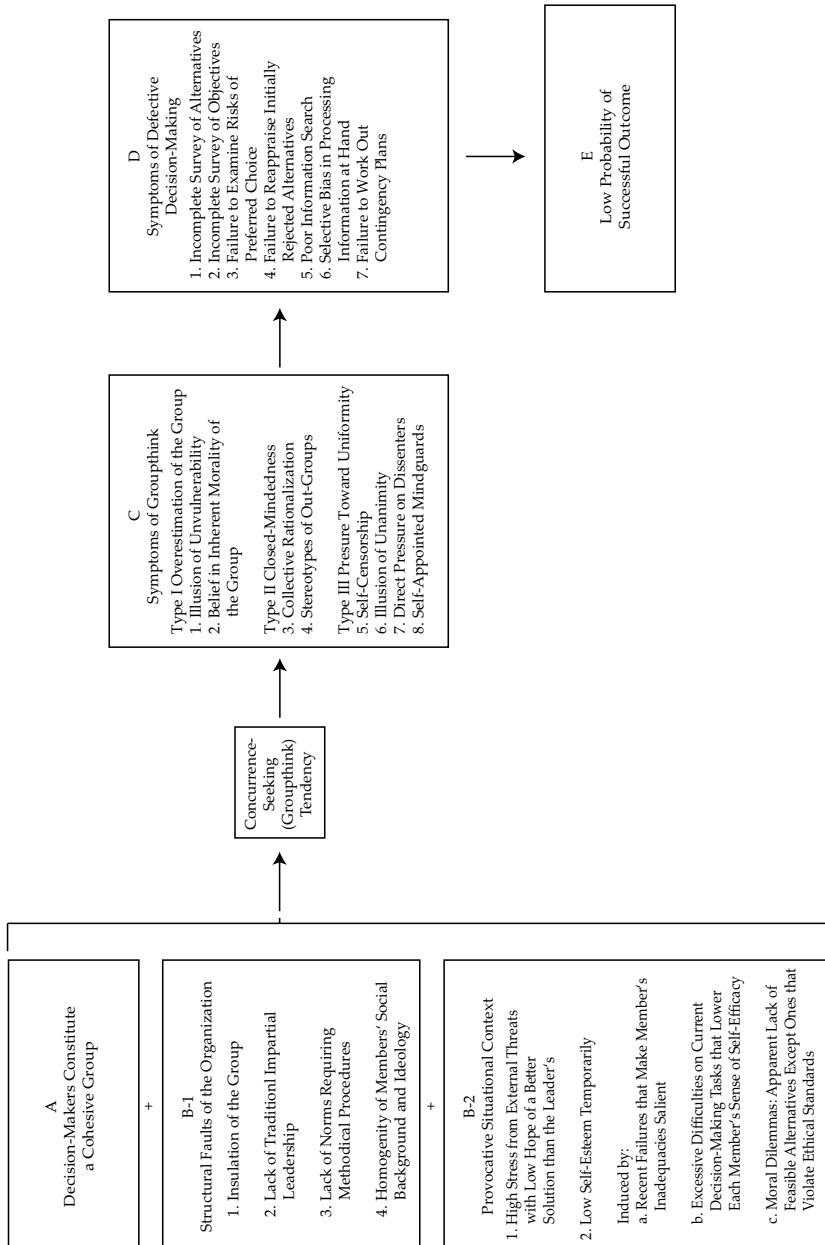 A
Decision-Makers Constitute
a Cohesive Group
+
B-1
Structural Faults of the Organization
1. Insulation of the Group
2. Lack of Traditionl Impartial
Leadership
3. Lack of Norms Requiring
Methodical Procedures
4. Homogenity of Members' Social
Background and Ideology
+
B-2
Provocative Situational Context
1. High Stress from External Threats
with Low Hope of a Better
Solution than the Leader's
2. Low Self-Esteem Temporarily
Induced by:
a. Recent Failures that Make Member's
Inadequacies Salient
b. Excessive Difficulties on Current
Decision-Making Tasks that Lower
Each Member's Sense of Self-Efficacy
c. Moral Dilemmas: Apparent Lack of
Feasible Alternatives Except Ones that
Violate Ethical Standards
Concurrence-
Seeking
(Groupthink)
Tendency
C
Symptoms of Groupthink
Type I Overestimation of the Group
1. Illusion of Unvulnerability
2. Belief in Inherent Morality of
the Group
Type II Closed-Mindedness
3. Collective Rationalization
4. Stereotypes of Out-Groups
Type III Presure Toward Uniformity
5. Self-Censorship
6. Illusion of Unanimity
7. Direct Pressure on Dissenters
8. Self-Appointed Mindguards
D
Symptoms of Defective
Decision-Making
1. Incomplete Survey of Alternatives
2. Incomplete Survey of Objectives
3. Failure to Examine Risks of
Preferred Choice
4. Failure to Reappraise Initially
Rejected Alternatives
5. Poor Information Search
6. Selective Bias in Processing
Information at Hand
7. Failure to Work Out
Contingency Plans
E
Low Probability of
Successful Outcome